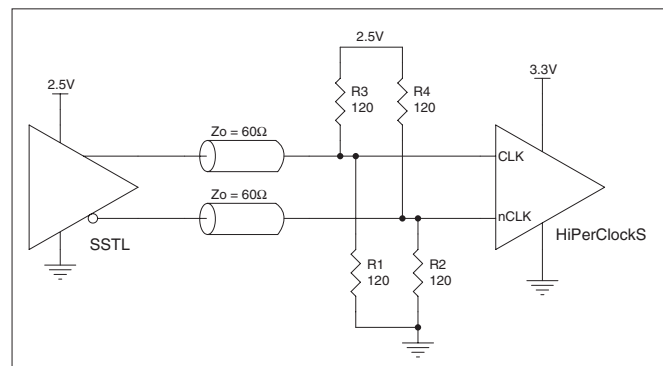 2.5V
2.5V
3.3V
R3
120
R4
120
Zo = 60Ω
CLK
Zo = 60Ω
nCLK
SSTL
HiPerClockS
R1
120
R2
120